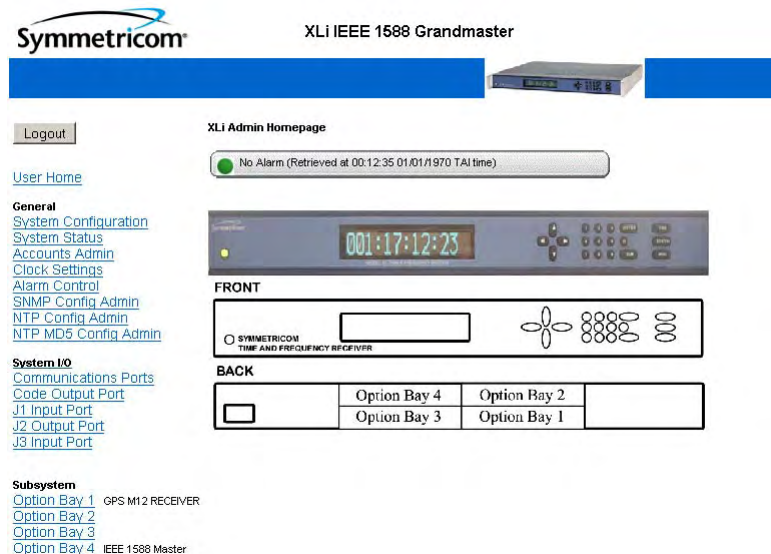 Symmetricom
XLi IEEE 1588 Grandmaster
Logout
XLi Admin Homepage
No Alarm (Retrieved at 00:12:35 01/01/1970 TAI time)
User Home
General
System Configuration
System Status
Accounts Admin
Clock Settings
Alarm Control
SNMP Config Admin
NTP Config Admin
NTP MD5 Config Admin
System I/O
Communications Ports
Code Output Port
J1 Input Port
J2 Output Port
J3 Input Port
Subsystem
Option Bay 1 GPS M12 RECEIVER
Option Bay 2
Option Bay 3
Option Bay 4 IEEE 1588 Master
001:17:12:23
FRONT
SYMMETRICOM
TIME AND FREQUENCY RECEIVER
BACK
Option Bay 4 Option Bay 2
Option Bay 3 Option Bay 1